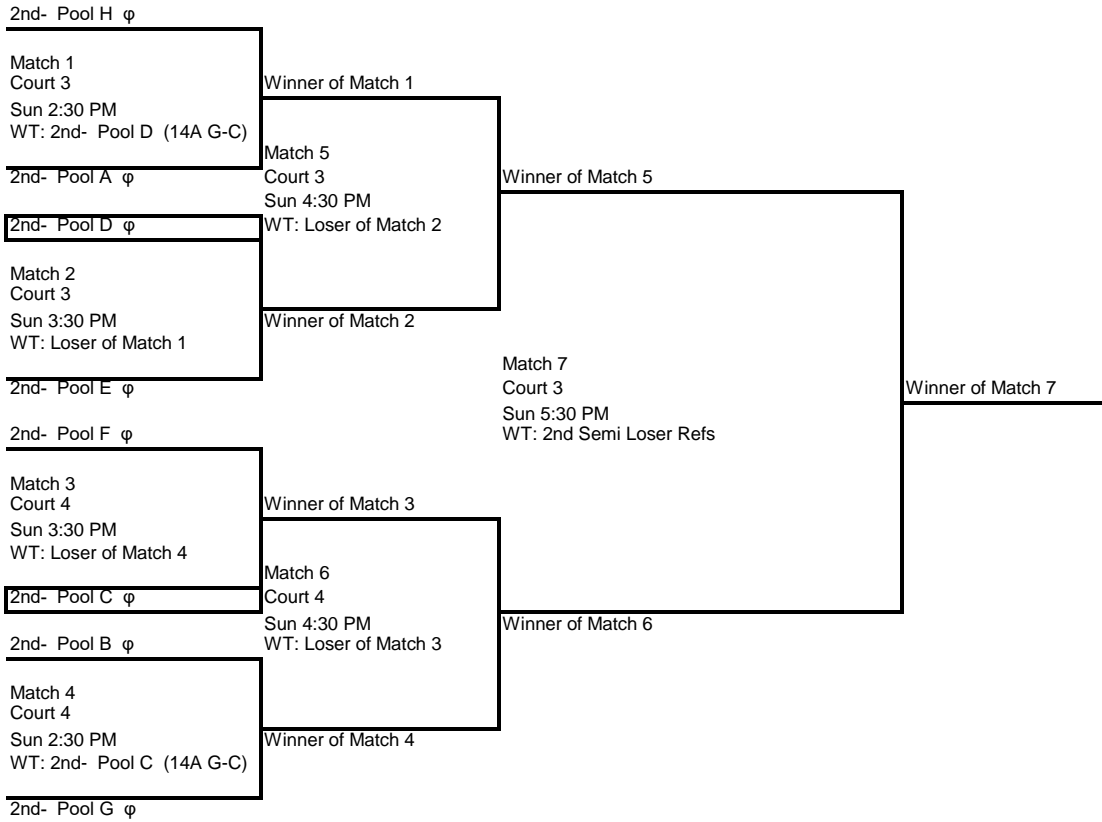 2nd- Pool H φ
Match 1
Court 3
Sun 2:30 PM
WT: 2nd- Pool D (14A G-C)
2nd- Pool A φ
2nd- Pool D φ
Match 2
Court 3
Sun 3:30 PM
WT: Loser of Match 1
2nd- Pool E φ
2nd- Pool F φ
Match 3
Court 4
Sun 3:30 PM
WT: Loser of Match 4
2nd- Pool C φ
2nd- Pool B φ
Match 4
Court 4
Sun 2:30 PM
WT: 2nd- Pool C (14A G-C)
2nd- Pool G φ
Winner of Match 1
Match 5
Court 3
Sun 4:30 PM
WT: Loser of Match 2
Winner of Match 2
Winner of Match 3
Match 6
Court 4
Sun 4:30 PM
WT: Loser of Match 3
Winner of Match 4
Winner of Match 5
Match 7
Court 3
Sun 5:30 PM
WT: 2nd Semi Loser Refs
Winner of Match 6
Winner of Match 7